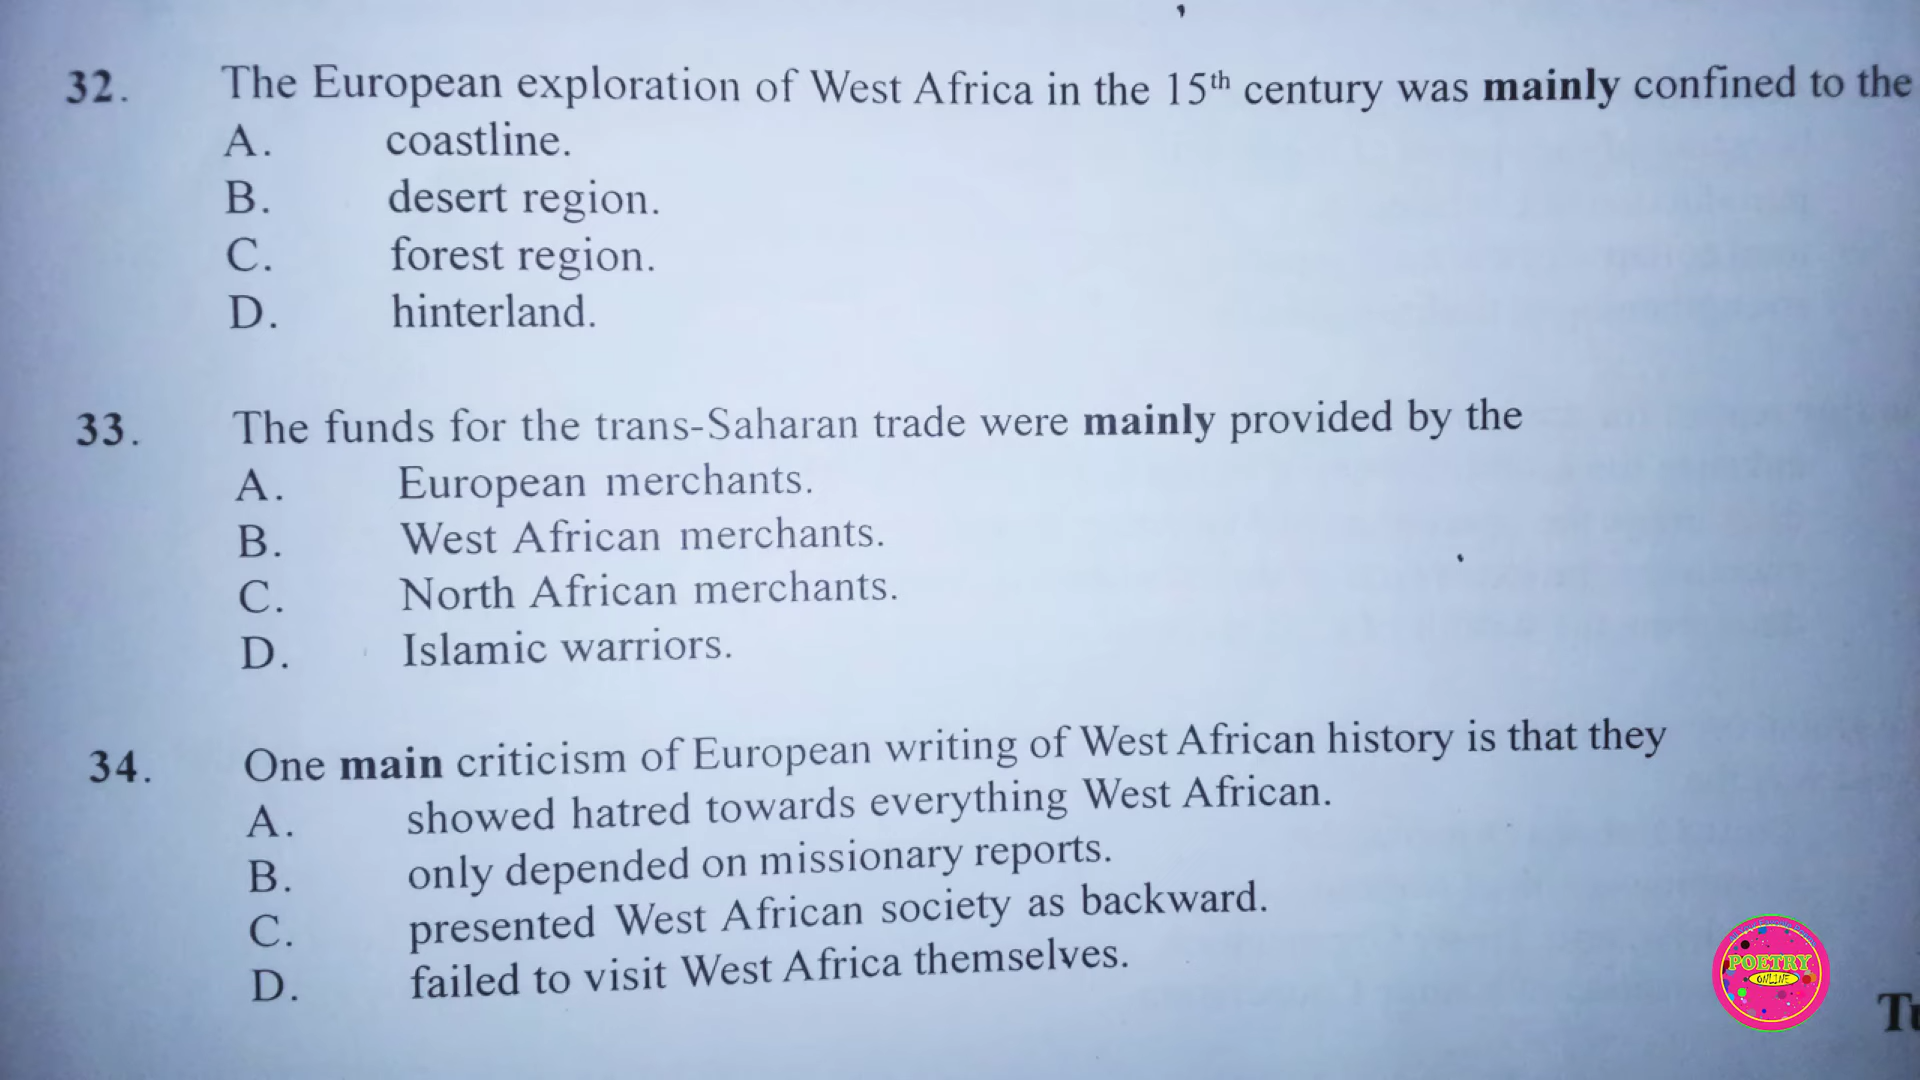 32. The European exploration of West Africa in the 15th century was mainly confined to the
A. coastline.
B. desert region.
C. forest region.
D. hinterland.
33. The funds for the trans-Saharan trade were mainly provided by the
A. European merchants.
B. West African merchants.
C. North African merchants.
D. Islamic warriors.
34. One main criticism of European writing of West African history is that they
A. showed hatred towards everything West African.
B. only depended on missionary reports.
C. presented West African society as backward.
D. failed to visit West Africa themselves.
POETRY
ONLINE